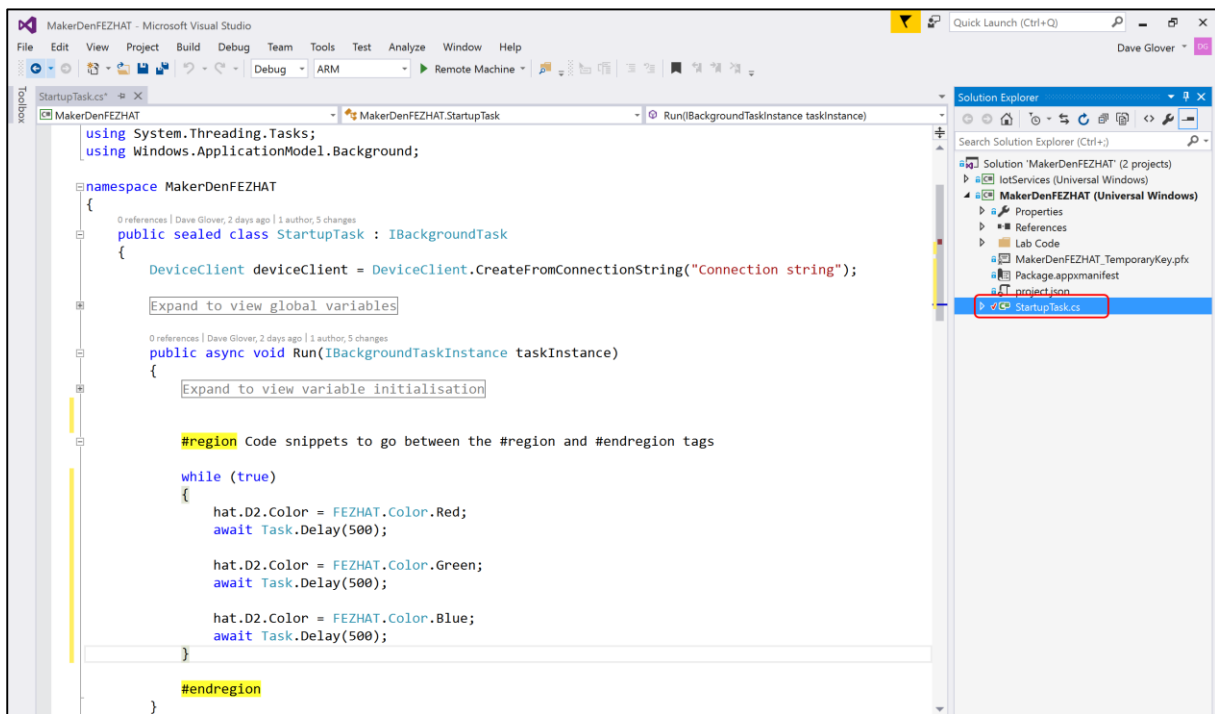 MakerDenFEZHAT - Microsoft Visual Studio
Quick Launch (Ctrl+Q)
File Edit View Project Build Debug Team Tools Test Analyze Window Help
Dave Glover DG
Debug ARM Remote Machine
Toolbox
StartupTask.cs*
MakerDenFEZHAT MakerDenFEZHAT.StartupTask Run(IBackgroundTaskInstance taskInstance)
using System.Threading.Tasks;
using Windows.ApplicationModel.Background;
namespace MakerDenFEZHAT
{
0 references | Dave Glover, 2 days ago | 1 author, 5 changes
public sealed class StartupTask : IBackgroundTask
{
DeviceClient deviceClient = DeviceClient.CreateFromConnectionString("Connection string");
Expand to view global variables
0 references | Dave Glover, 2 days ago | 1 author, 5 changes
public async void Run(IBackgroundTaskInstance taskInstance)
{
Expand to view variable initialisation
#region Code snippets to go between the #region and #endregion tags
while (true)
{
hat.D2.Color = FEZHAT.Color.Red;
await Task.Delay(500);
hat.D2.Color = FEZHAT.Color.Green;
await Task.Delay(500);
hat.D2.Color = FEZHAT.Color.Blue;
await Task.Delay(500);
}
#endregion
}
Solution Explorer
Search Solution Explorer (Ctrl+;)
Solution 'MakerDenFEZHAT' (2 projects)
IotServices (Universal Windows)
MakerDenFEZHAT (Universal Windows)
Properties
References
Lab Code
MakerDenFEZHAT_TemporaryKey.pfx
Package.appxmanifest
project.json
StartupTask.cs